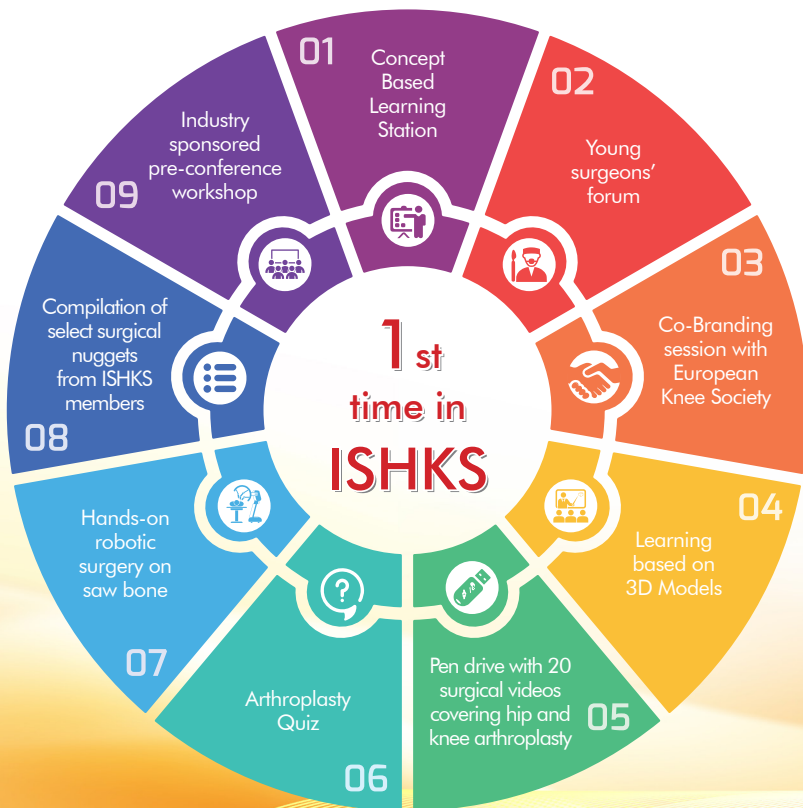 01
Concept
Based
Learning
Station
02
Young
surgeons'
forum
03
Co-Branding
session with
European
Knee Society
04
Learning
based on
3D Models
05
Pen drive with 20
surgical videos
covering hip and
knee arthroplasty
06
Arthroplasty
Quiz
07
Hands-on
robotic
surgery on
saw bone
08
Compilation of
select surgical
nuggets
from ISHKS
members
09
Industry
sponsored
pre-conference
workshop
1 st
time in
ISHKS
?